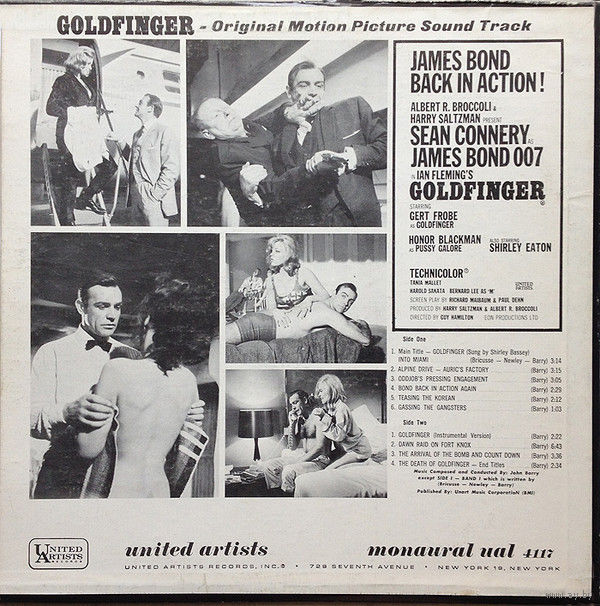 GOLDFINGER - Original Motion Picture Sound Track
JAMES BOND
BACK IN ACTION!
ALBERT R. BROCCOLI &
HARRY SALTZMAN PRESENT
SEAN CONNERY AS
JAMES BOND 007
IN IAN FLEMING'S
GOLDFINGER
STARRING
GERT FROBE
AS GOLDFINGER
HONOR BLACKMAN
AS PUSSY GALORE
ALSO STARRING
SHIRLEY EATON
TECHNICOLOR®
TANIA MALLET
HAROLD SAKATA BERNARD LEE AS 'M'
UNITED ARTISTS
SCREEN PLAY BY RICHARD MAIBAUM & PAUL DEHN
PRODUCED BY HARRY SALTZMAN & ALBERT R. BROCCOLI
DIRECTED BY GUY HAMILTON EON PRODUCTIONS LTD
Side One
1. Main Title — GOLDFINGER (Sung by Shirley Bassey)
INTO MIAMI (Bricusse — Newley — Barry) 3:14
2. ALPINE DRIVE — AURIC'S FACTORY (Barry) 3:15
3. ODDJOB'S PRESSING ENGAGEMENT (Barry) 3:05
4. BOND BACK IN ACTION AGAIN (Barry) 2:29
5. TEASING THE KOREAN (Barry) 2:12
6. GASSING THE GANGSTERS (Barry) 1:03
Side Two
1. GOLDFINGER (Instrumental Version) (Barry) 2:22
2. DAWN RAID ON FORT KNOX (Barry) 6:43
3. THE ARRIVAL OF THE BOMB AND COUNT DOWN (Barry) 3:36
4. THE DEATH OF GOLDFINGER — End Titles (Barry) 2:34
Music Composed and Conducted By: John Barry
except SIDE I — BAND 1 which is written by
(Bricusse — Newley — Barry)
Published By: Unart Music Corporation (BMI)
UNITED
ARTISTS
RECORDS
united artists • monaural ual 4117
UNITED ARTISTS RECORDS, INC.® • 729 SEVENTH AVENUE • NEW YORK 19, NEW YORK